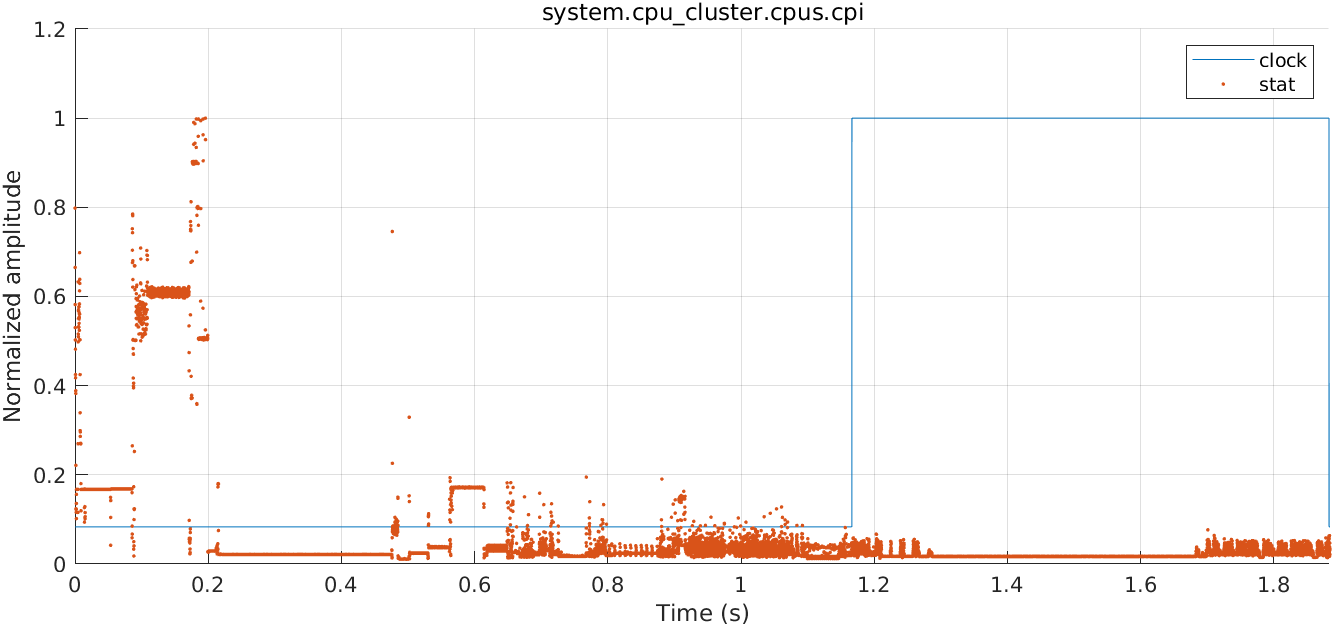 system.cpu_cluster.cpus.cpi
clock
stat
Normalized amplitude
1.2
1
0.8
0.6
0.4
0.2
0
0 0.2 0.4 0.6 0.8 1 1.2 1.4 1.6 1.8
Time (s)